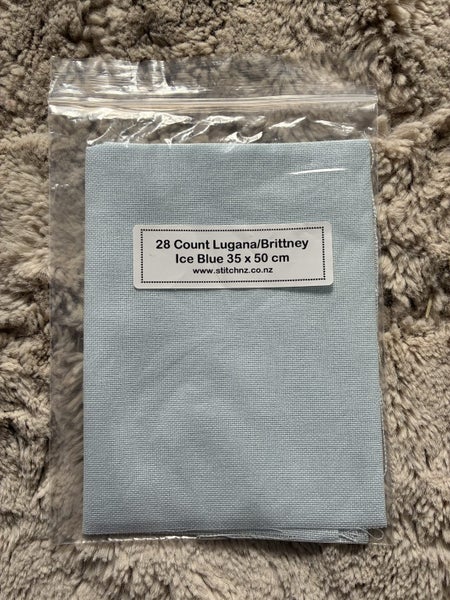 28 Count Lugana/Brittney
Ice Blue 35 x 50 cm
www.stitchnz.co.nz